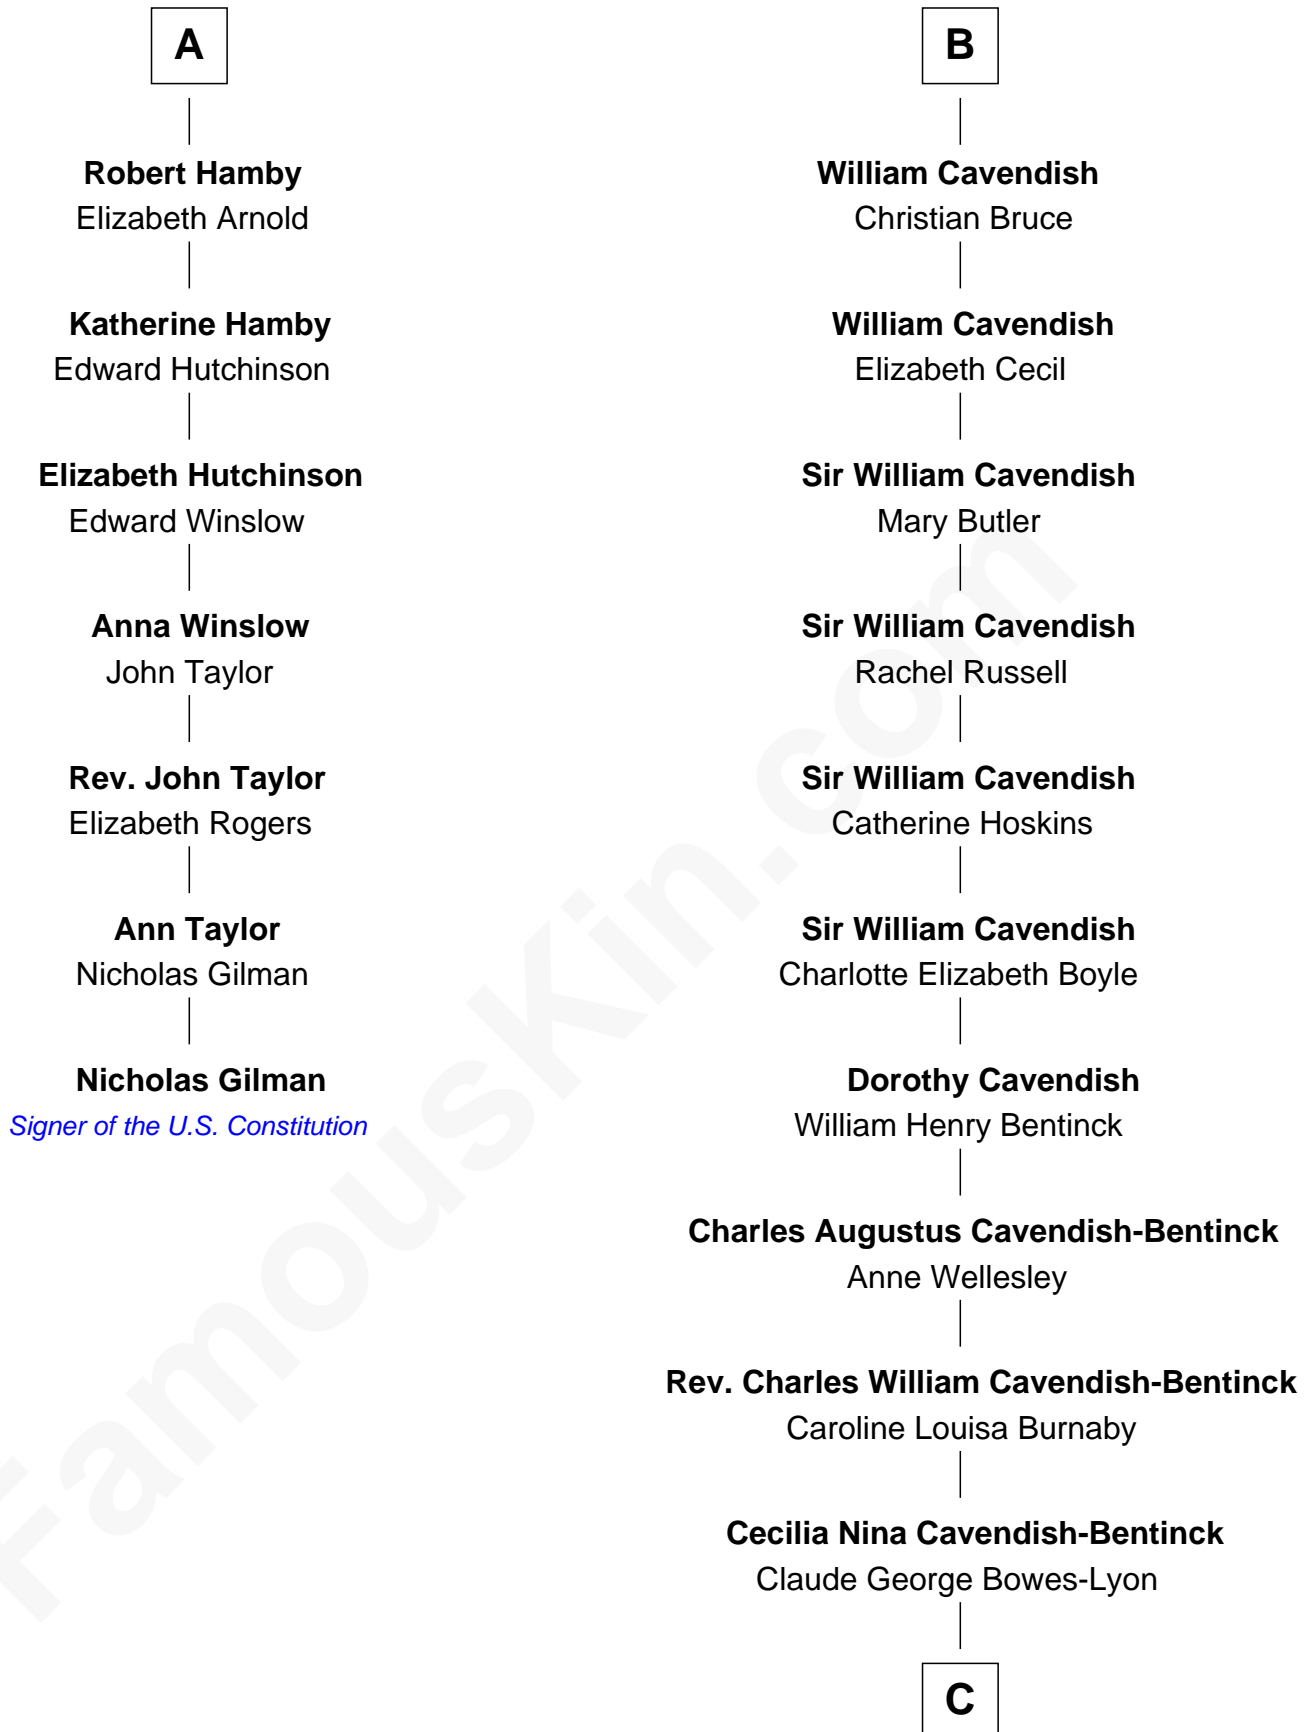 A
Robert Hamby
Elizabeth Arnold
Katherine Hamby
Edward Hutchinson
Elizabeth Hutchinson
Edward Winslow
Anna Winslow
John Taylor
Rev. John Taylor
Elizabeth Rogers
Ann Taylor
Nicholas Gilman
Nicholas Gilman
Signer of the U.S. Constitution
B
William Cavendish
Christian Bruce
William Cavendish
Elizabeth Cecil
Sir William Cavendish
Mary Butler
Sir William Cavendish
Rachel Russell
Sir William Cavendish
Catherine Hoskins
Sir William Cavendish
Charlotte Elizabeth Boyle
Dorothy Cavendish
William Henry Bentinck
Charles Augustus Cavendish-Bentinck
Anne Wellesley
Rev. Charles William Cavendish-Bentinck
Caroline Louisa Burnaby
Cecilia Nina Cavendish-Bentinck
Claude George Bowes-Lyon
C
FamousKin.com